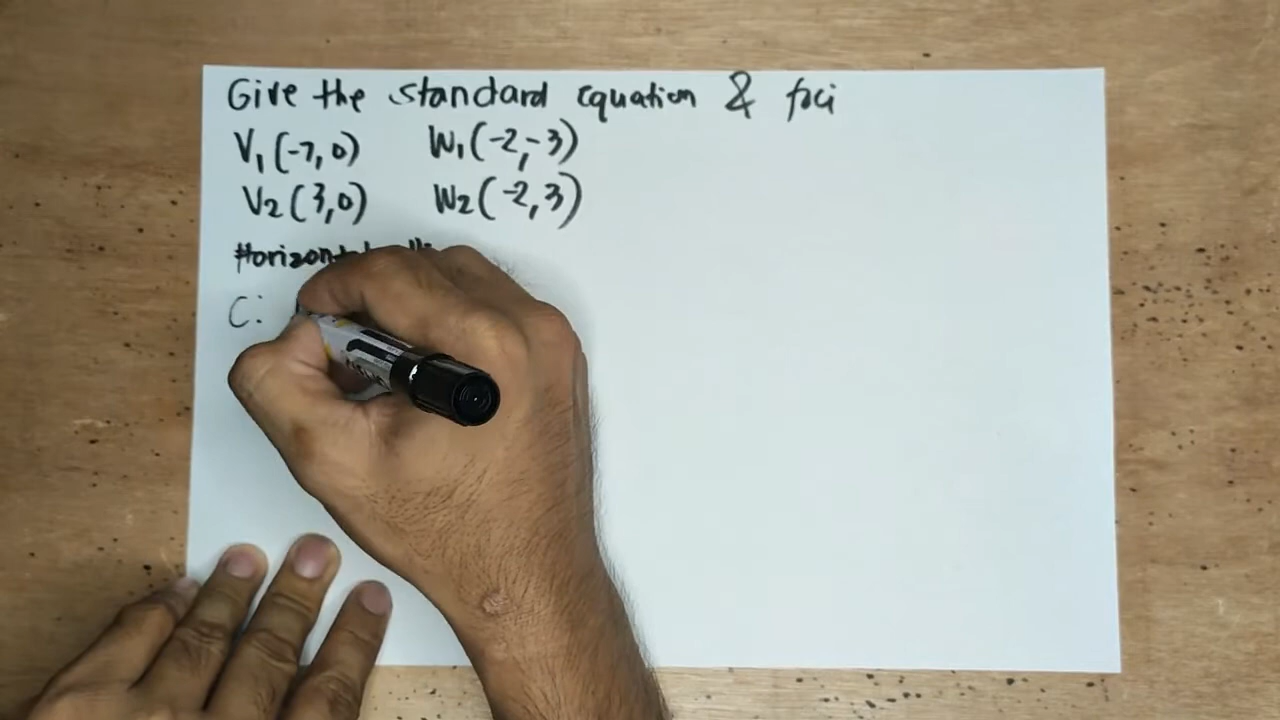 Give the standard equation & foci
V₁(-7,0) W₁(-2,-3)
V₂(3,0) W₂(-2,3)
C: